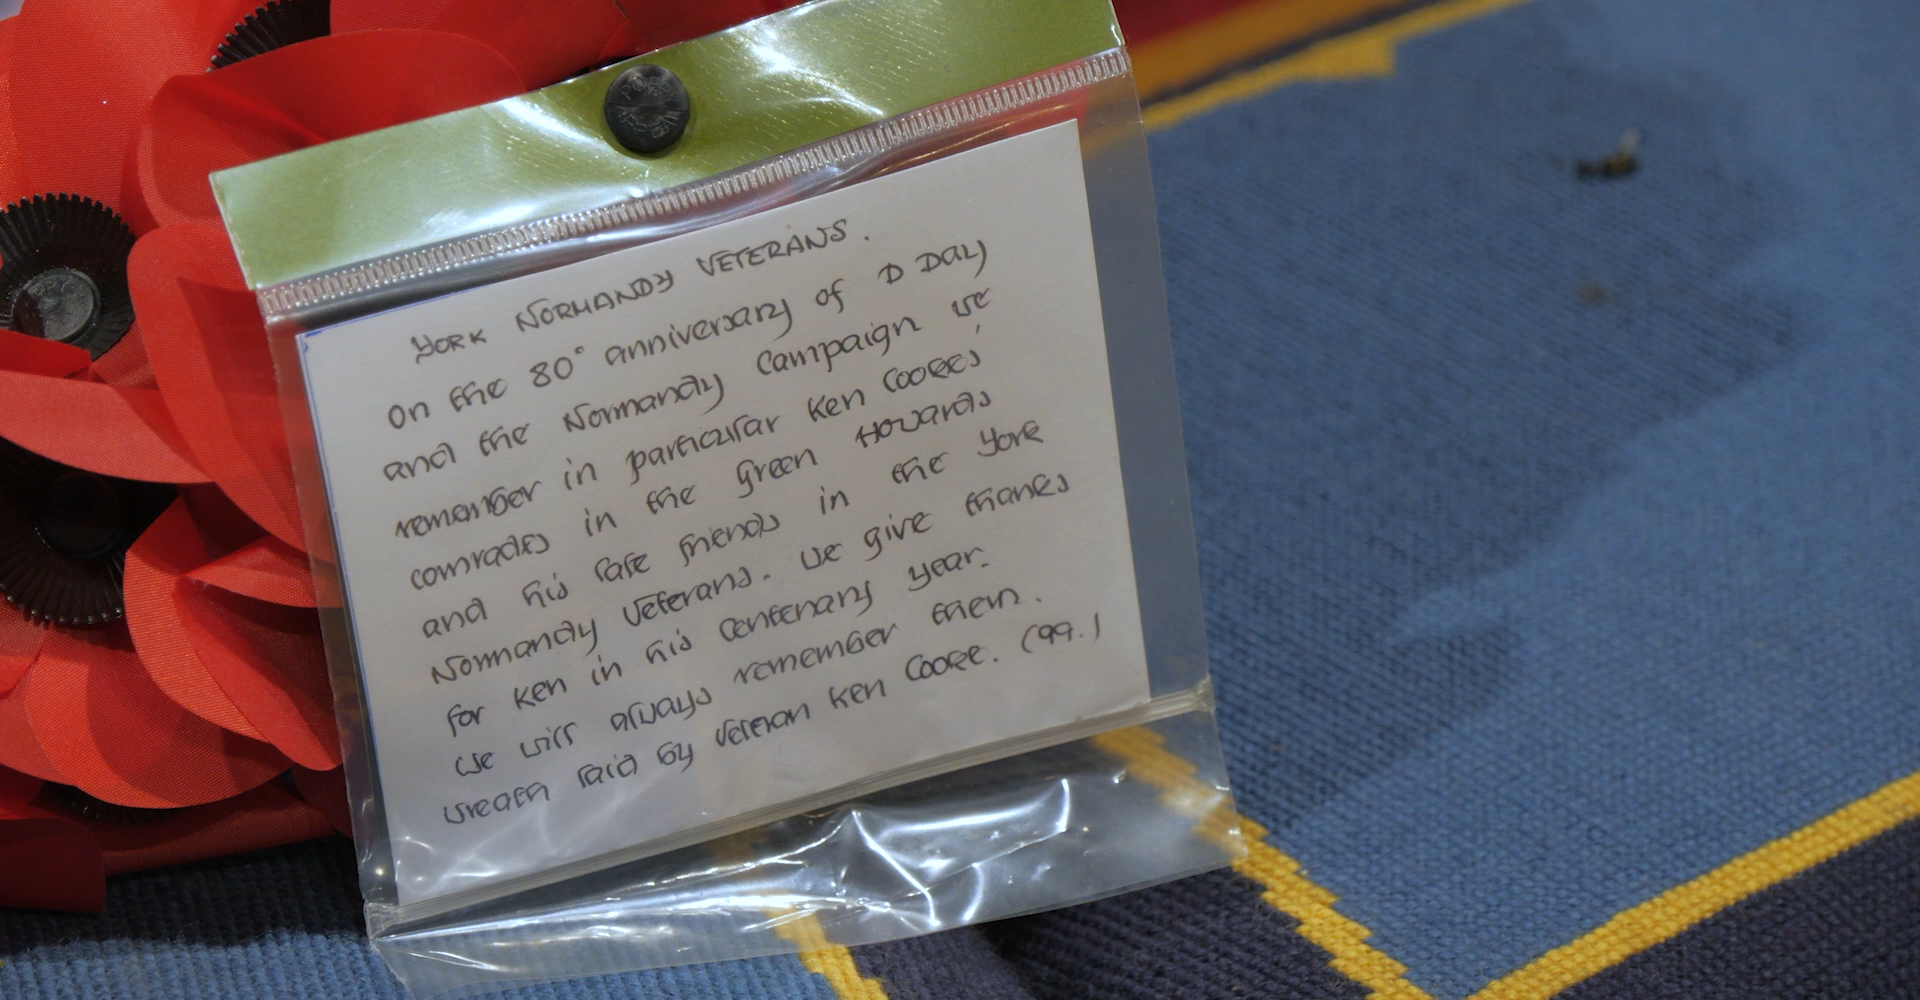 YORK NORMANDY VETERANS.
On the 80° anniversary of D Day
and the Normandy Campaign we
remember in particular Ken Cookes'
comrades in the Green Howards
and his late friends in the York
Normandy Veterans. We give thanks
for Ken in his centenary year.
We will always remember them.
Wreath laid by Veteran Ken Cooke. (99.)